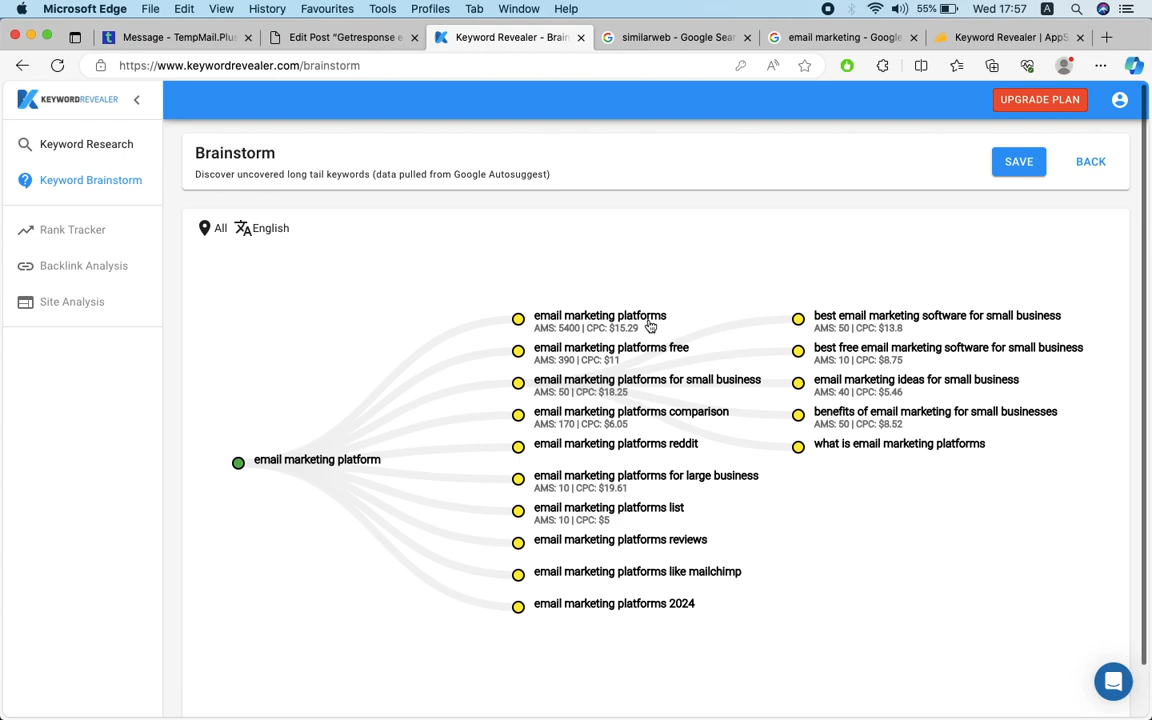 Microsoft Edge File Edit View History Favourites Tools Profiles Tab Window Help 55% Wed 17:57 A
Message - TempMail.Plus Edit Post "Getresponse e Keyword Revealer - Brain similarweb - Google Sear email marketing - Google Keyword Revealer | AppS
https://www.keywordrevealer.com/brainstorm
KEYWORDREVEALER
UPGRADE PLAN
Keyword Research
Keyword Brainstorm
Rank Tracker
Backlink Analysis
Site Analysis
Brainstorm
Discover uncovered long tail keywords (data pulled from Google Autosuggest)
SAVE
BACK
All English
email marketing platform
email marketing platforms
AMS: 5400 | CPC: $15.29
email marketing platforms free
AMS: 390 | CPC: $11
email marketing platforms for small business
AMS: 50 | CPC: $18.25
email marketing platforms comparison
AMS: 170 | CPC: $6.05
email marketing platforms reddit
email marketing platforms for large business
AMS: 10 | CPC: $19.61
email marketing platforms list
AMS: 10 | CPC: $5
email marketing platforms reviews
email marketing platforms like mailchimp
email marketing platforms 2024
best email marketing software for small business
AMS: 50 | CPC: $13.8
best free email marketing software for small business
AMS: 10 | CPC: $8.75
email marketing ideas for small business
AMS: 40 | CPC: $5.46
benefits of email marketing for small businesses
AMS: 50 | CPC: $8.52
what is email marketing platforms